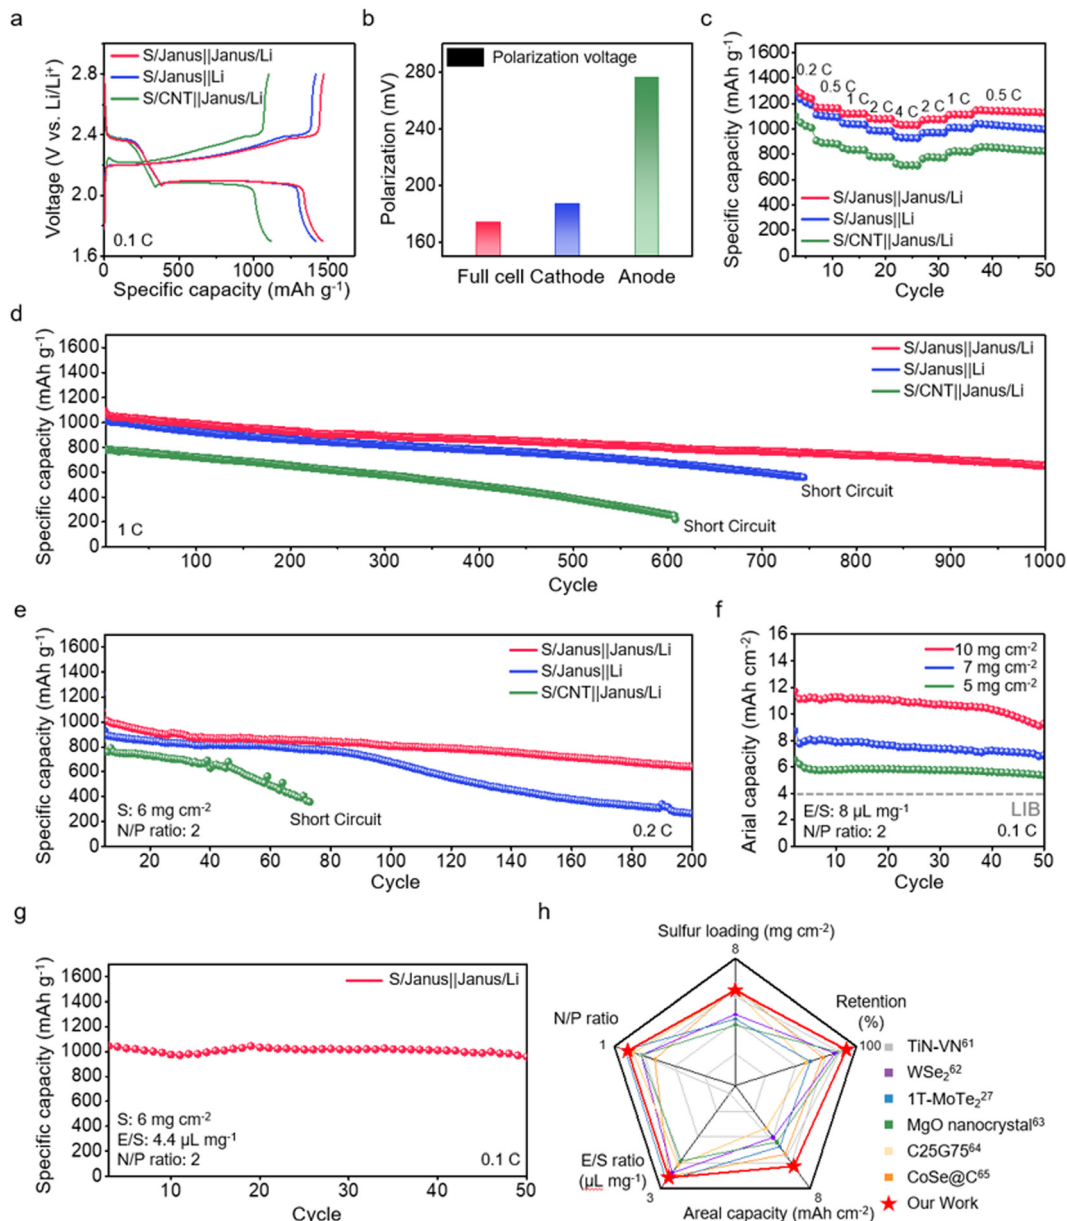 a
S/Janus||Janus/Li
S/Janus||Li
S/CNT||Janus/Li
2.8
2.4
2.0
1.6
Voltage (V vs. Li/Li⁺)
0.1 C
0
500
1000
1500
Specific capacity (mAh g⁻¹)
b
Polarization voltage
280
240
200
160
Polarization (mV)
Full cell
Cathode
Anode
c
1600
1400
1200
1000
800
600
400
200
0
Specific capacity (mAh g⁻¹)
0.2 C
0.5 C
1 C
2 C
4 C
2 C
1 C
0.5 C
S/Janus||Janus/Li
S/Janus||Li
S/CNT||Janus/Li
10
20
30
40
50
Cycle
d
1600
1400
1200
1000
800
600
400
200
0
Specific capacity (mAh g⁻¹)
S/Janus||Janus/Li
S/Janus||Li
S/CNT||Janus/Li
Short Circuit
Short Circuit
1 C
100
200
300
400
500
600
700
800
900
1000
Cycle
e
1600
1400
1200
1000
800
600
400
200
0
Specific capacity (mAh g⁻¹)
S/Janus||Janus/Li
S/Janus||Li
S/CNT||Janus/Li
S: 6 mg cm⁻²
N/P ratio: 2
Short Circuit
0.2 C
20
40
60
80
100
120
140
160
180
200
Cycle
f
16
14
12
10
8
6
4
2
0
Arial capacity (mAh cm⁻²)
10 mg cm⁻²
7 mg cm⁻²
5 mg cm⁻²
E/S: 8 µL mg⁻¹
N/P ratio: 2
LIB
0.1 C
10
20
30
40
50
Cycle
g
1600
1400
1200
1000
800
600
400
200
0
Specific capacity (mAh g⁻¹)
S/Janus||Janus/Li
S: 6 mg cm⁻²
E/S: 4.4 µL mg⁻¹
N/P ratio: 2
0.1 C
10
20
30
40
50
Cycle
h
Sulfur loading (mg cm⁻²)
8
N/P ratio
1
Retention
(%)
100
E/S ratio
(µL mg⁻¹)
3
8
Areal capacity (mAh cm⁻²)
TiN-VN⁶¹
WSe₂⁶²
1T-MoTe₂²⁷
MgO nanocrystal⁶³
C25G75⁶⁴
CoSe@C⁶⁵
Our Work